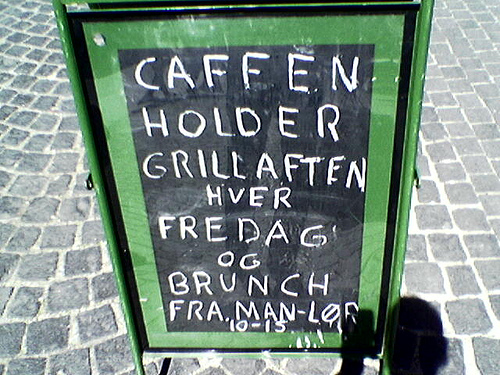 CAFFEN
HOLDER
GRILLAFTEN
HVER
FREDAG
OG
BRUNCH
FRA. MAN-LØR
10-15